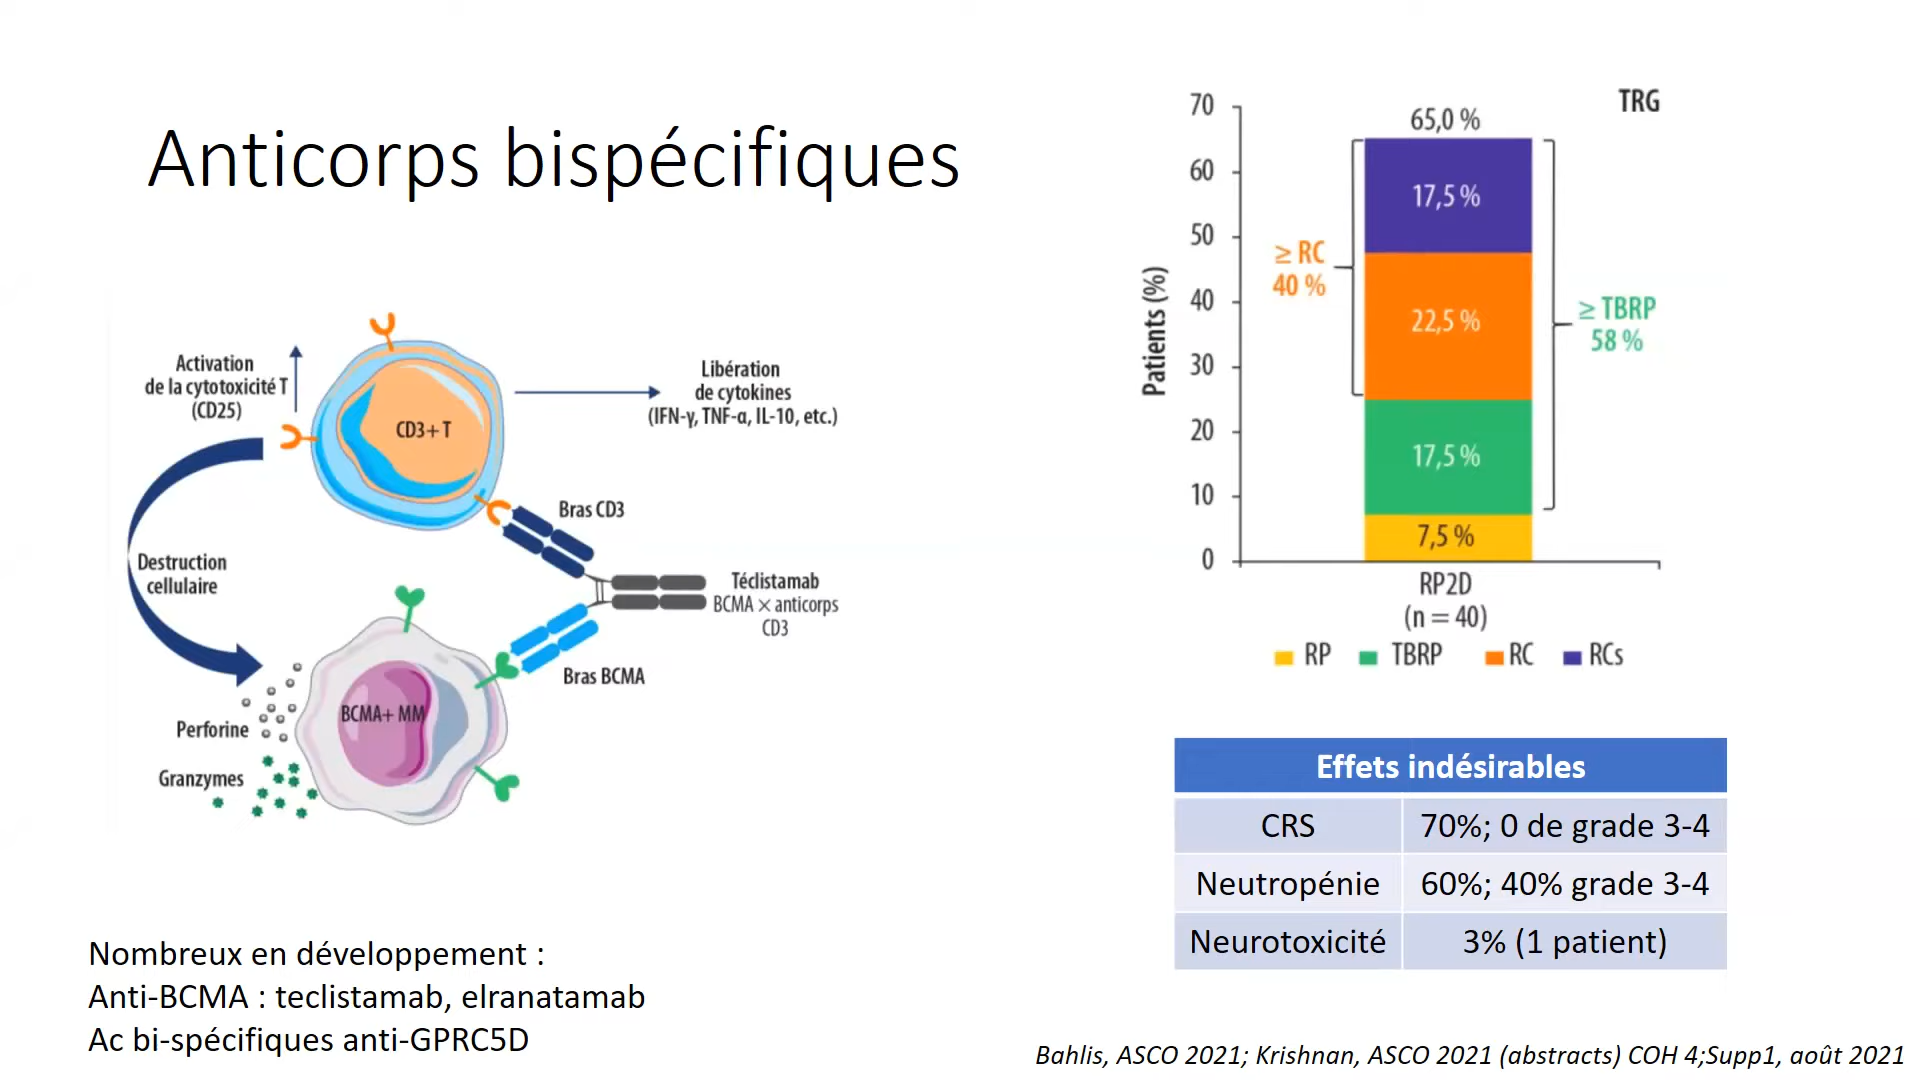 Anticorps bispécifiques
Activation
de la cytotoxicité T
(CD25)
CD3+ T
Libération
de cytokines
(IFN-γ, TNF-α, IL-10, etc.)
Bras CD3
Destruction
cellulaire
Téclistamab
BCMA × anticorps
CD3
Bras BCMA
BCMA+ MM
Perforine
Granzymes
Nombreux en développement :
Anti-BCMA : teclistamab, elranatamab
Ac bi-spécifiques anti-GPRC5D
TRG
Patients (%)
70
60
50
40
30
20
10
0
65,0 %
17,5 %
22,5 %
17,5 %
7,5 %
≥ RC
40 %
≥ TBRP
58 %
RP2D
(n = 40)
RP TBRP RC RCs
Effets indésirables
CRS 70%; 0 de grade 3-4
Neutropénie 60%; 40% grade 3-4
Neurotoxicité 3% (1 patient)
Bahlis, ASCO 2021; Krishnan, ASCO 2021 (abstracts) COH 4;Supp1, août 2021